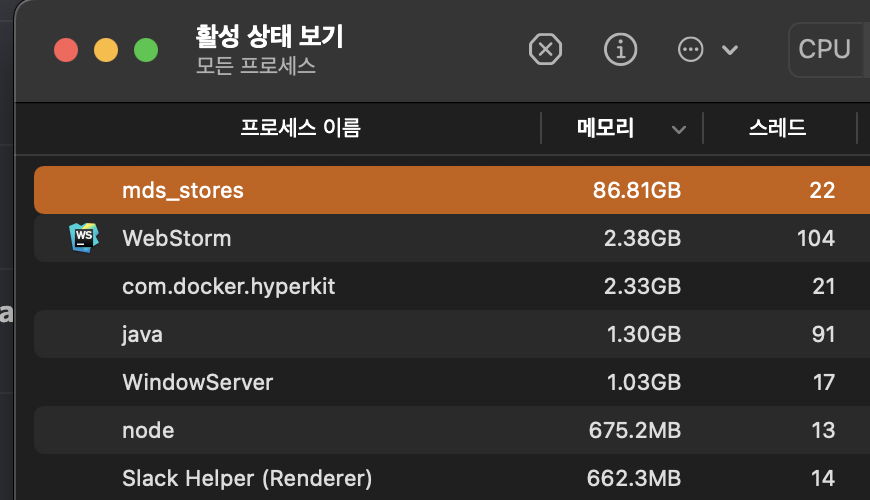 활성 상태 보기
모든 프로세스
CPU
프로세스 이름 메모리 스레드
mds_stores 86.81GB 22
WS WebStorm 2.38GB 104
com.docker.hyperkit 2.33GB 21
a
java 1.30GB 91
WindowServer 1.03GB 17
node 675.2MB 13
Slack Helper (Renderer) 662.3MB 14